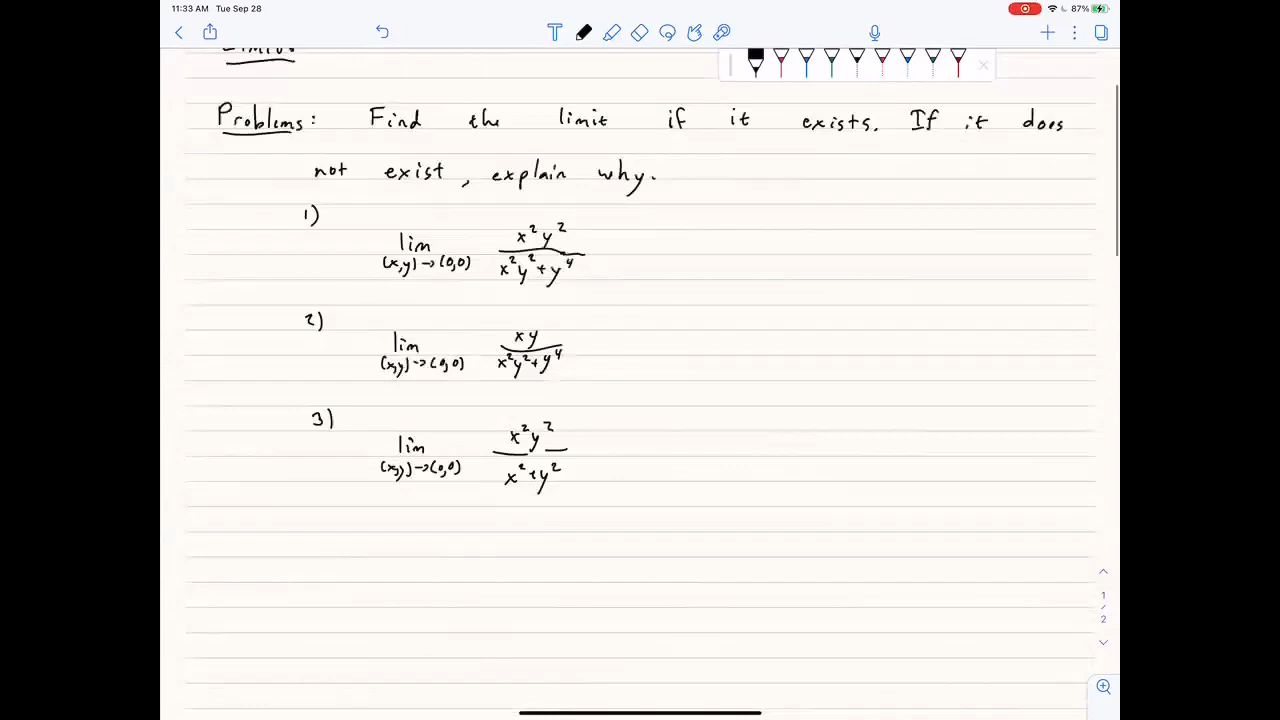 11:33 AM Tue Sep 28
87%
Problems: Find the limit if it exists. If it does
not exist, explain why.
1)
lim x²y²
(x,y)→(0,0) x²y²+y⁴
2)
lim xy
(x,y)→(0,0) x²y²+y⁴
3)
lim x²y²
(x,y)→(0,0) x²+y²
1
/
2